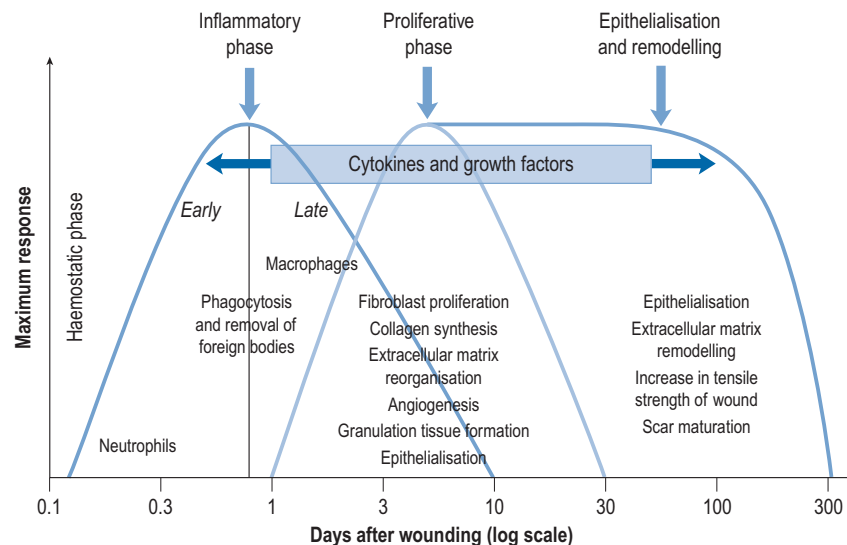 Inflammatory
phase
Proliferative
phase
Epithelialisation
and remodelling
Maximum response
Haemostatic phase
Cytokines and growth factors
Early
Late
Macrophages
Phagocytosis
and removal of
foreign bodies
Neutrophils
Fibroblast proliferation
Collagen synthesis
Extracellular matrix
reorganisation
Angiogenesis
Granulation tissue formation
Epithelialisation
Epithelialisation
Extracellular matrix
remodelling
Increase in tensile
strength of wound
Scar maturation
0.1 0.3 1 3 10 30 100 300
Days after wounding (log scale)